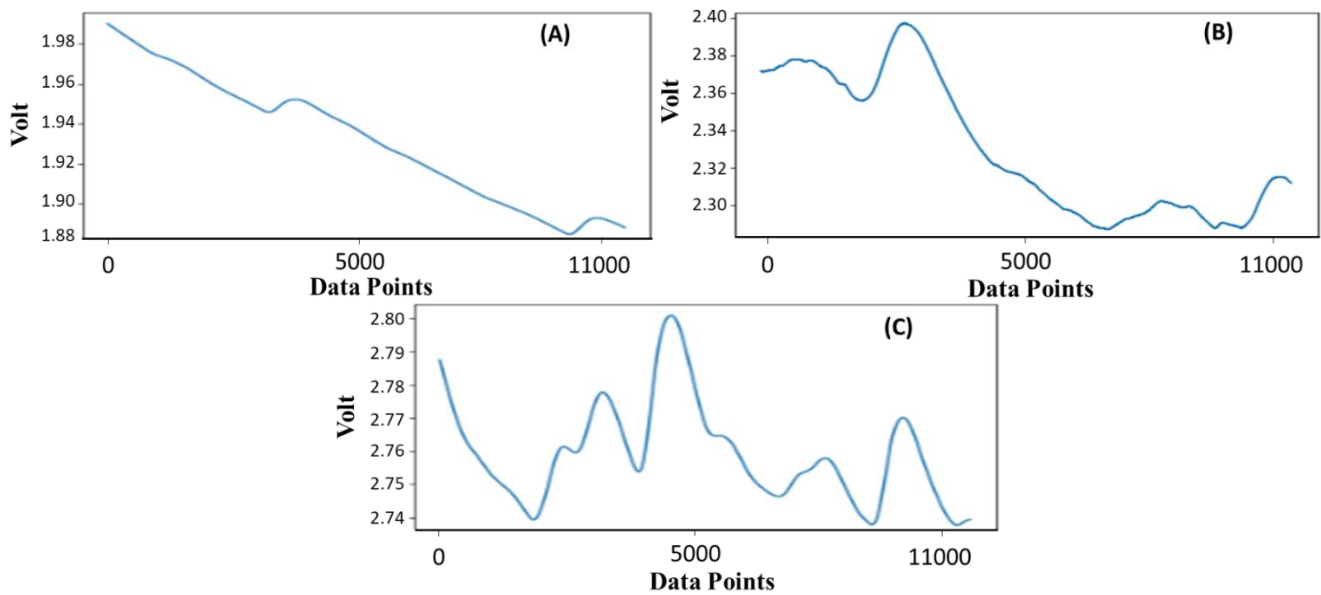 (A)
1.98
1.96
1.94
1.92
1.90
1.88
Volt
0 5000 11000
Data Points
(B)
2.40
2.38
2.36
2.34
2.32
2.30
Volt
0 5000 11000
Data Points
(C)
2.80
2.79
2.78
2.77
2.76
2.75
2.74
Volt
0 5000 11000
Data Points